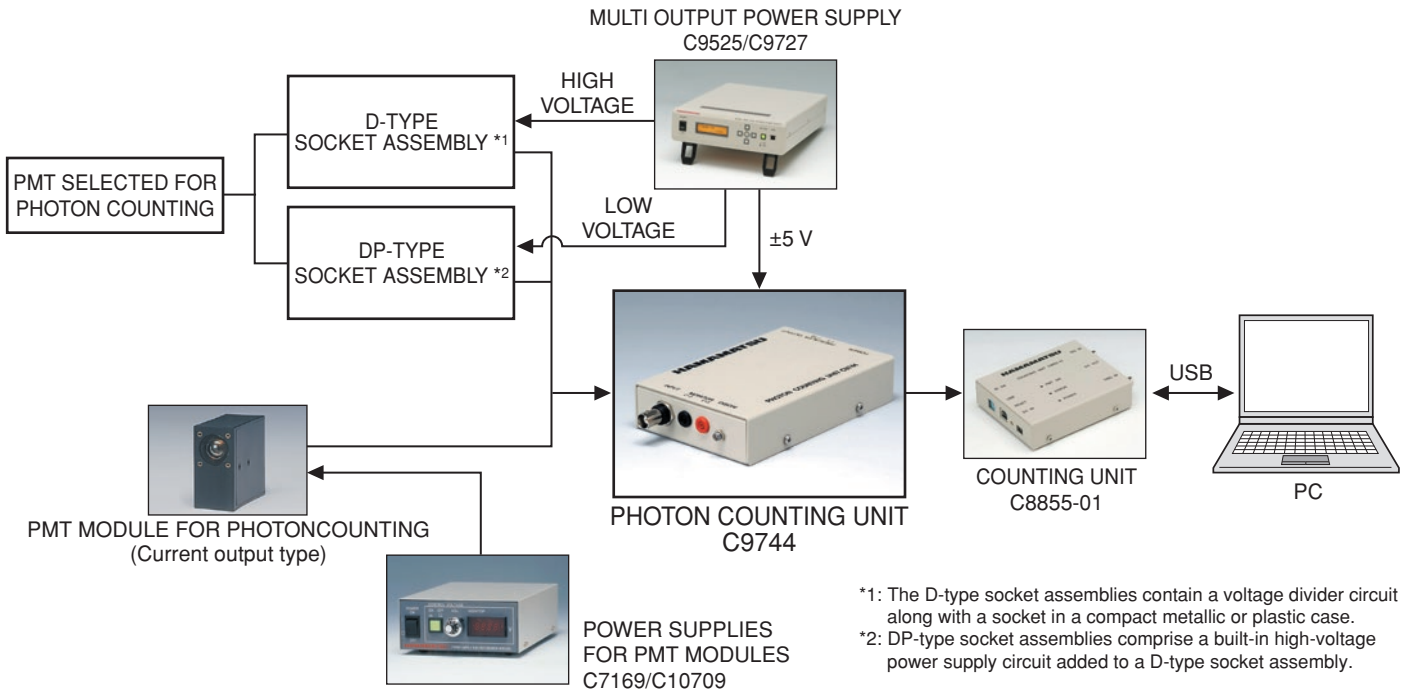 MULTI OUTPUT POWER SUPPLY
C9525/C9727
HIGH
VOLTAGE
D-TYPE
SOCKET ASSEMBLY *1
PMT SELECTED FOR
PHOTON COUNTING
LOW
VOLTAGE
±5 V
DP-TYPE
SOCKET ASSEMBLY *2
HAMAMATSU
PHOTON COUNTING UNIT C9744
INPUT
HAMAMATSU
USB
PHOTON COUNTING UNIT
C9744
COUNTING UNIT
C8855-01
PC
PMT MODULE FOR PHOTONCOUNTING
(Current output type)
POWER SUPPLIES
FOR PMT MODULES
C7169/C10709
*1: The D-type socket assemblies contain a voltage divider circuit
along with a socket in a compact metallic or plastic case.
*2: DP-type socket assemblies comprise a built-in high-voltage
power supply circuit added to a D-type socket assembly.